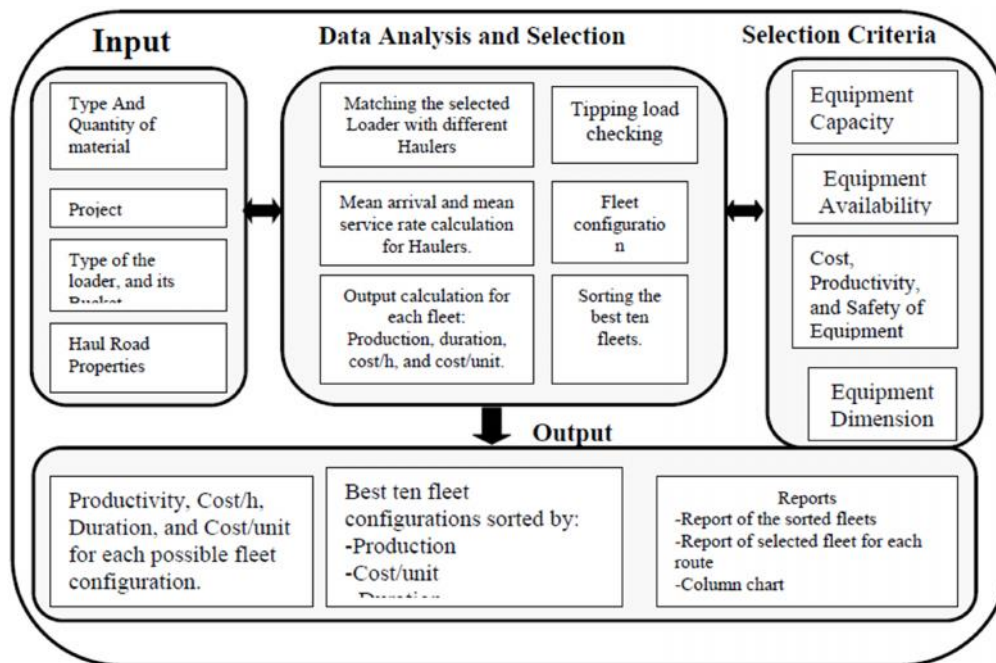 Input
Type And
Quantity of
material
Project
Type of the
loader, and its
Bucket
Haul Road
Properties
Data Analysis and Selection
Matching the selected
Loader with different
Haulers
Tipping load
checking
Mean arrival and mean
service rate calculation
for Haulers.
Fleet
configuratio
n
Output calculation for
each fleet:
Production, duration,
cost/h, and cost/unit.
Sorting the
best ten
fleets.
Selection Criteria
Equipment
Capacity
Equipment
Availability
Cost,
Productivity,
and Safety of
Equipment
Equipment
Dimension
Output
Productivity, Cost/h,
Duration, and Cost/unit
for each possible fleet
configuration.
Best ten fleet
configurations sorted by:
-Production
-Cost/unit
-Duration
Reports
-Report of the sorted fleets
-Report of selected fleet for each
route
-Column chart